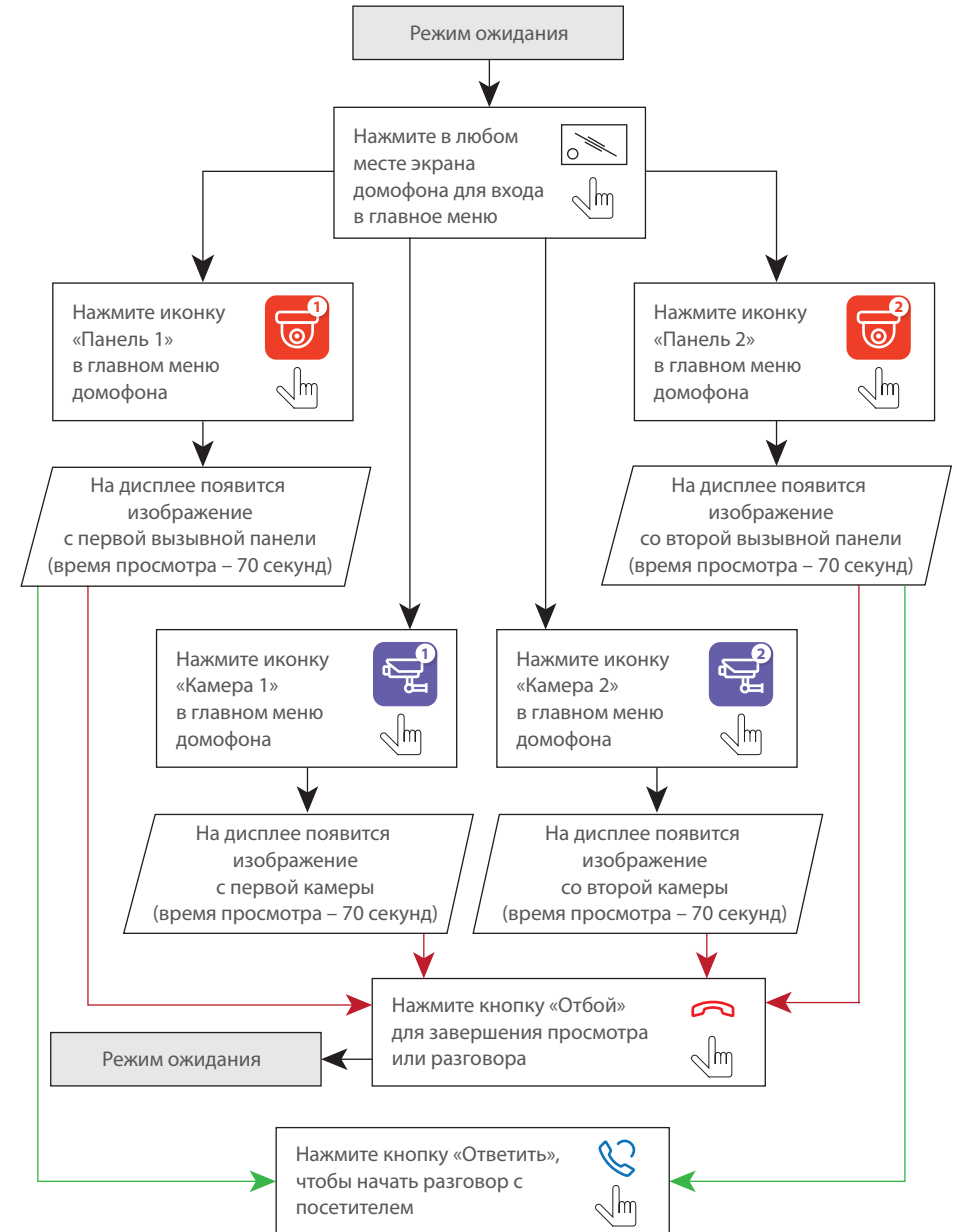 Режим ожидания
Нажмите в любом
месте экрана
домофона для входа
в главное меню
Нажмите иконку
«Панель 1»
в главном меню
домофона
1
Нажмите иконку
«Панель 2»
в главном меню
домофона
2
На дисплее появится
изображение
с первой вызывной панели
(время просмотра – 70 секунд)
На дисплее появится
изображение
со второй вызывной панели
(время просмотра – 70 секунд)
Нажмите иконку
«Камера 1»
в главном меню
домофона
1
Нажмите иконку
«Камера 2»
в главном меню
домофона
2
На дисплее появится
изображение
с первой камеры
(время просмотра – 70 секунд)
На дисплее появится
изображение
со второй камеры
(время просмотра – 70 секунд)
Нажмите кнопку «Отбой»
для завершения просмотра
или разговора
Режим ожидания
Нажмите кнопку «Ответить»,
чтобы начать разговор с
посетителем